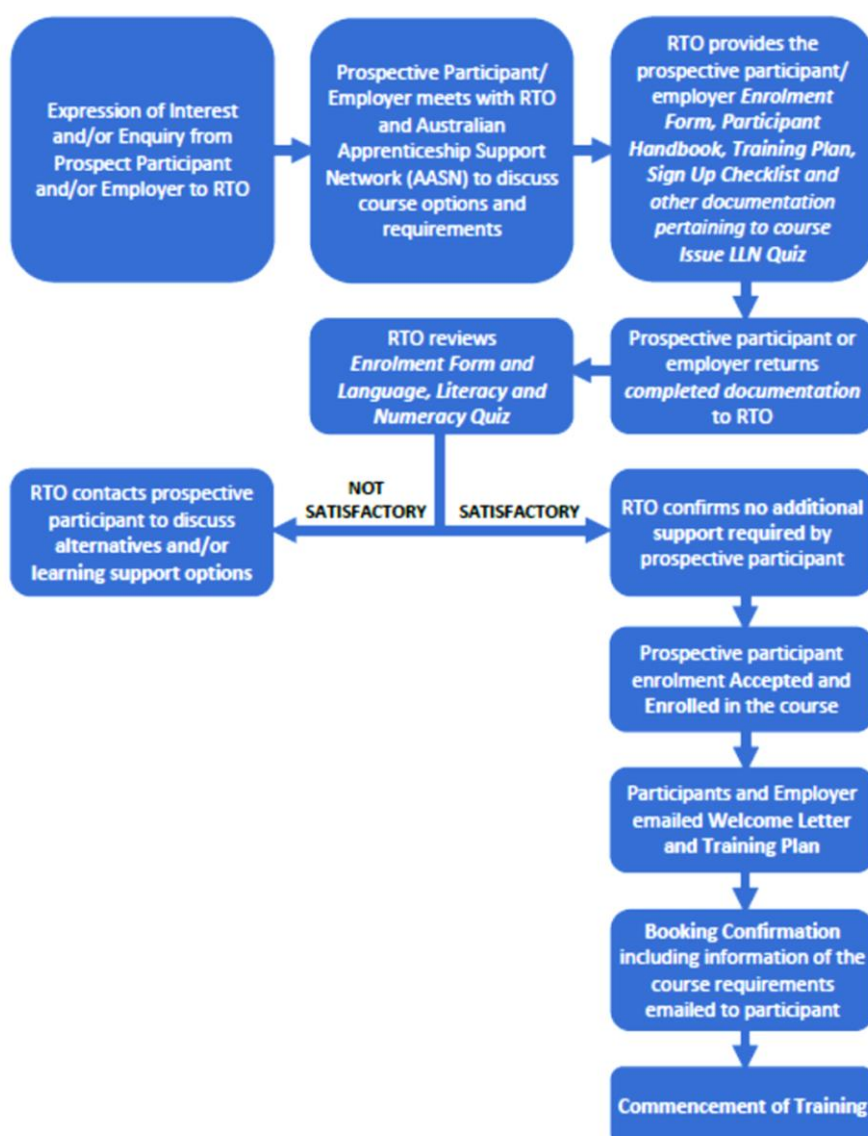 Expression of Interest
and/or Enquiry from
Prospect Participant
and/or Employer to RTO
Prospective Participant/
Employer meets with RTO
and Australian
Apprenticeship Support
Network (AASN) to discuss
course options and
requirements
RTO provides the
prospective participant/
employer Enrolment
Form, Participant
Handbook, Training Plan,
Sign Up Checklist and
other documentation
pertaining to course
Issue LLN Quiz
Prospective participant or
employer returns
completed documentation
to RTO
RTO reviews
Enrolment Form and
Language, Literacy and
Numeracy Quiz
NOT
SATISFACTORY
SATISFACTORY
RTO contacts prospective
participant to discuss
alternatives and/or
learning support options
RTO confirms no additional
support required by
prospective participant
Prospective participant
enrolment Accepted and
Enrolled in the course
Participants and Employer
emailed Welcome Letter
and Training Plan
Booking Confirmation
including information of the
course requirements
emailed to participant
Commencement of Training